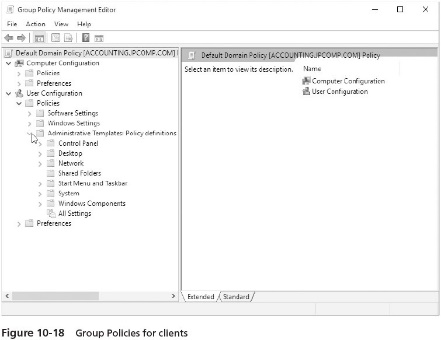 Group Policy Management Editor
File Action View Help
Default Domain Policy [ACCOUNTING.JPCOMP.COM] I
Computer Configuration
Policies
Preferences
User Configuration
Policies
Software Settings
Windows Settings
Administrative Templates: Policy definitions
Control Panel
Desktop
Network
Shared Folders
Start Menu and Taskbar
System
Windows Components
All Settings
Preferences
Default Domain Policy [ACCOUNTING.JPCOMP.COM] Policy
Select an item to view its description.
Name
Computer Configuration
User Configuration
Extended Standard
Figure 10-18 Group Policies for clients